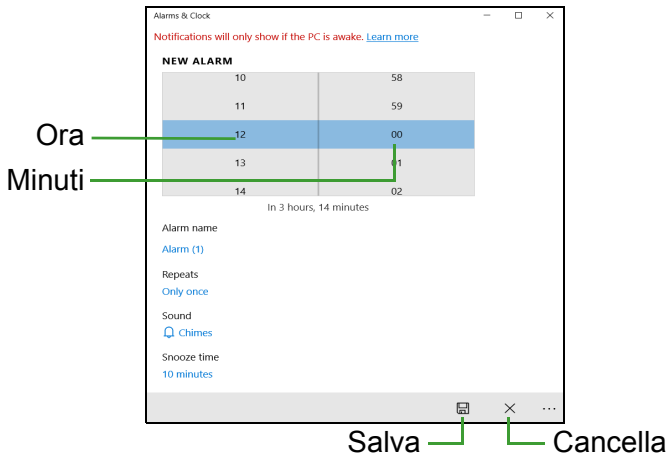 Alarms & Clock
Notifications will only show if the PC is awake. Learn more
NEW ALARM
10 58
11 59
Ora
12 00
Minuti
13 01
14 02
In 3 hours, 14 minutes
Alarm name
Alarm (1)
Repeats
Only once
Sound
Chimes
Snooze time
10 minutes
Salva
Cancella